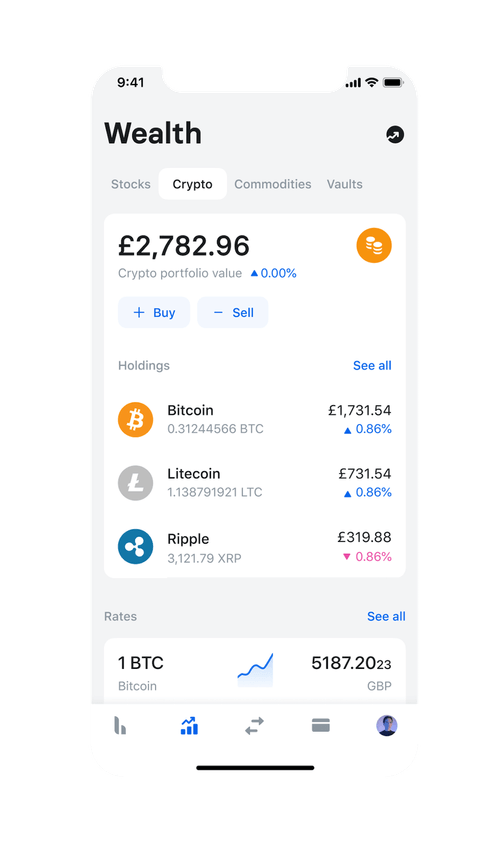 9:41
Wealth
Stocks Crypto Commodities Vaults
£2,782.96
Crypto portfolio value ▲0.00%
+ Buy − Sell
Holdings See all
Bitcoin £1,731.54
0.31244566 BTC ▲ 0.86%
Litecoin £731.54
1.138791921 LTC ▲ 0.86%
Ripple £319.88
3,121.79 XRP ▼ 0.86%
Rates See all
1 BTC 5187.2023
Bitcoin GBP